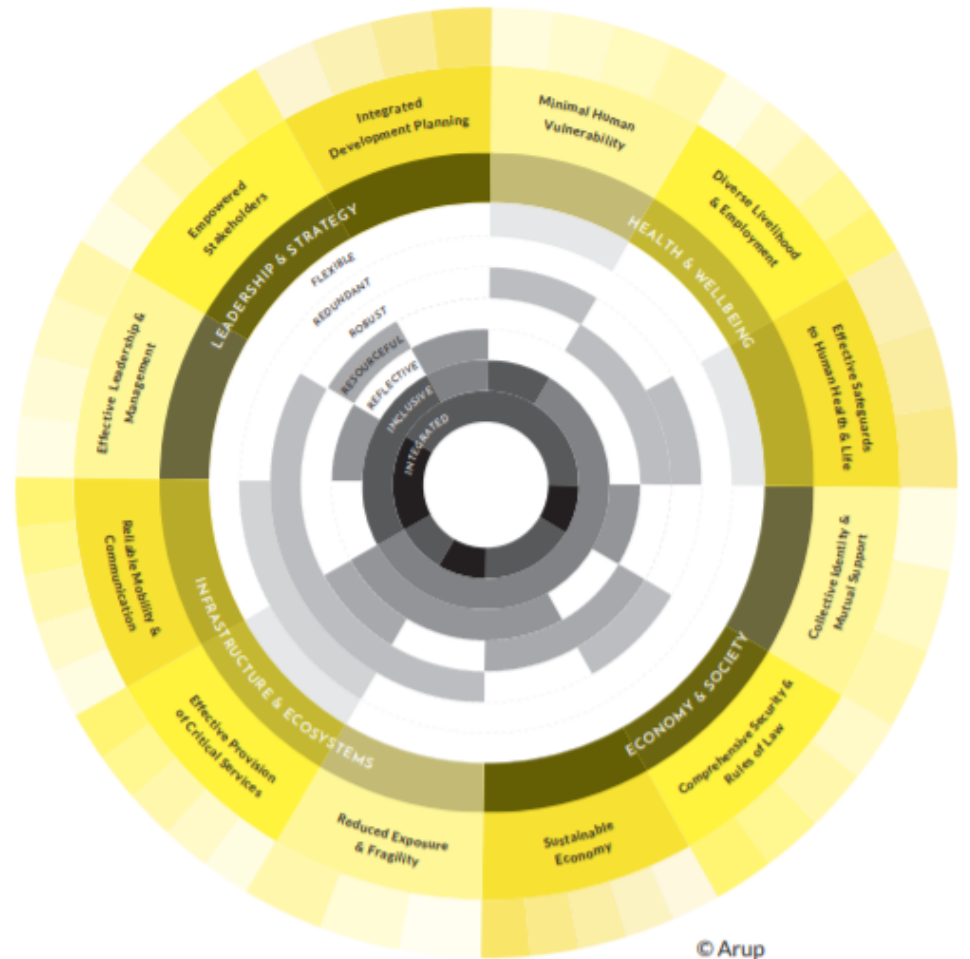 Integrated
Development Planning
Minimal Human
Vulnerability
Empowered
Stakeholders
Diverse Livelihood
& Employment
LEADERSHIP & STRATEGY
HEALTH & WELLBEING
FLEXIBLE
REDUNDANT
ROBUST
RESOURCEFUL
REFLECTIVE
INCLUSIVE
INTEGRATED
Effective Leadership &
Management
Effective Safeguards
to Human Health & Life
Reliable Mobility &
Communication
Collective Identity &
Mutual Support
INFRASTRUCTURE & ECOSYSTEMS
ECONOMY & SOCIETY
Effective Provision
of Critical Services
Comprehensive Security &
Rules of Law
Reduced Exposure
& Fragility
Sustainable
Economy
© Arup